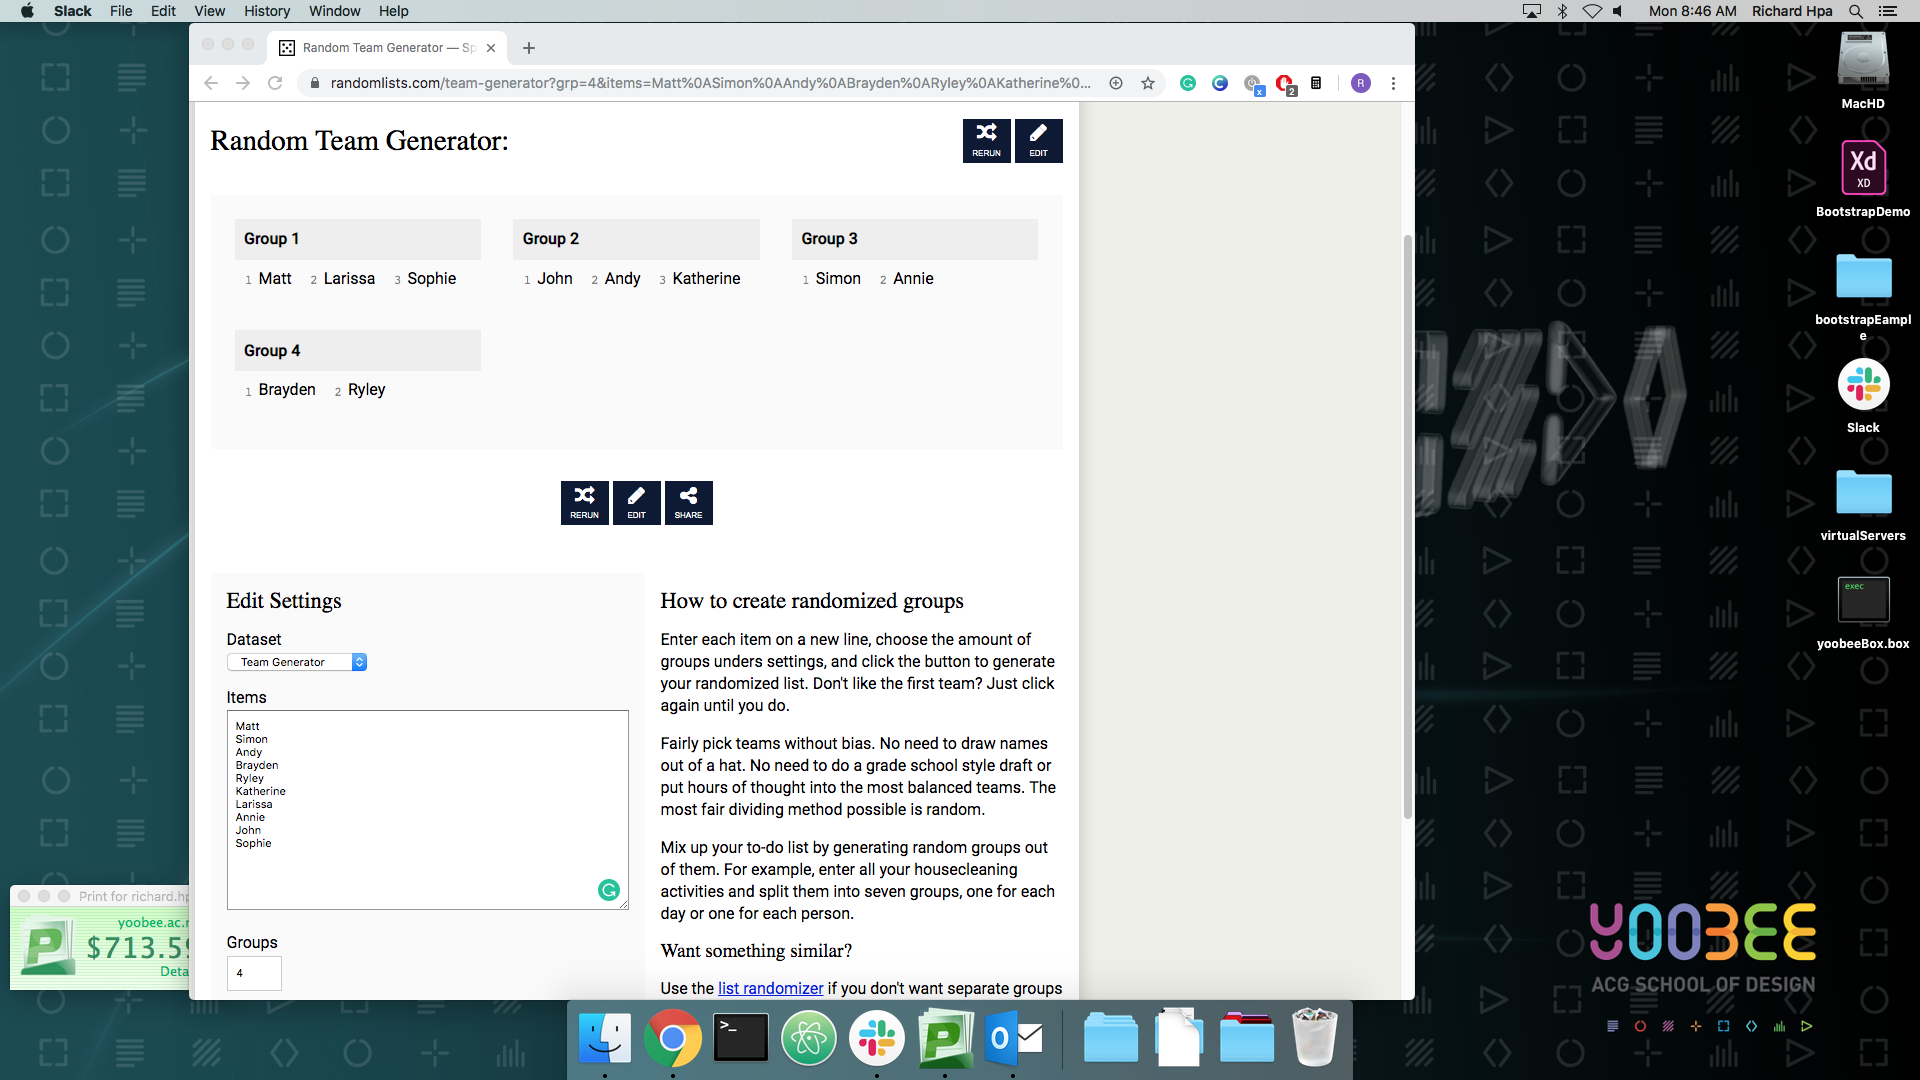 Slack File Edit View History Window Help
Mon 8:46 AM Richard Hpa
Random Team Generator — Sp
randomlists.com/team-generator?grp=4&items=Matt%0ASimon%0AAndy%0ABrayden%0ARyley%0AKatherine%0...
x
2
R
Random Team Generator:
RERUN
EDIT
Group 1
1 Matt 2 Larissa 3 Sophie
Group 2
1 John 2 Andy 3 Katherine
Group 3
1 Simon 2 Annie
Group 4
1 Brayden 2 Ryley
RERUN
EDIT
SHARE
Edit Settings
Dataset
Team Generator
Items
Matt
Simon
Andy
Brayden
Ryley
Katherine
Larissa
Annie
John
Sophie
Groups
4
How to create randomized groups
Enter each item on a new line, choose the amount of
groups unders settings, and click the button to generate
your randomized list. Don't like the first team? Just click
again until you do.
Fairly pick teams without bias. No need to draw names
out of a hat. No need to do a grade school style draft or
put hours of thought into the most balanced teams. The
most fair dividing method possible is random.
Mix up your to-do list by generating random groups out
of them. For example, enter all your housecleaning
activities and split them into seven groups, one for each
day or one for each person.
Want something similar?
Use the list randomizer if you don't want separate groups
Print for richard.hp
yoobee.ac.n
$713.59
Deta
MacHD
Xd
XD
BootstrapDemo
bootstrapEampl
e
Slack
virtualServers
exec
yoobeeBox.box
YOOBEE
ACG SCHOOL OF DESIGN